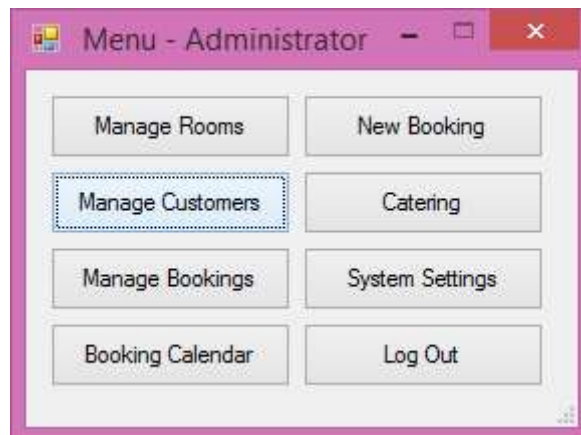 Menu - Administrator
Manage Rooms
New Booking
Manage Customers
Catering
Manage Bookings
System Settings
Booking Calendar
Log Out